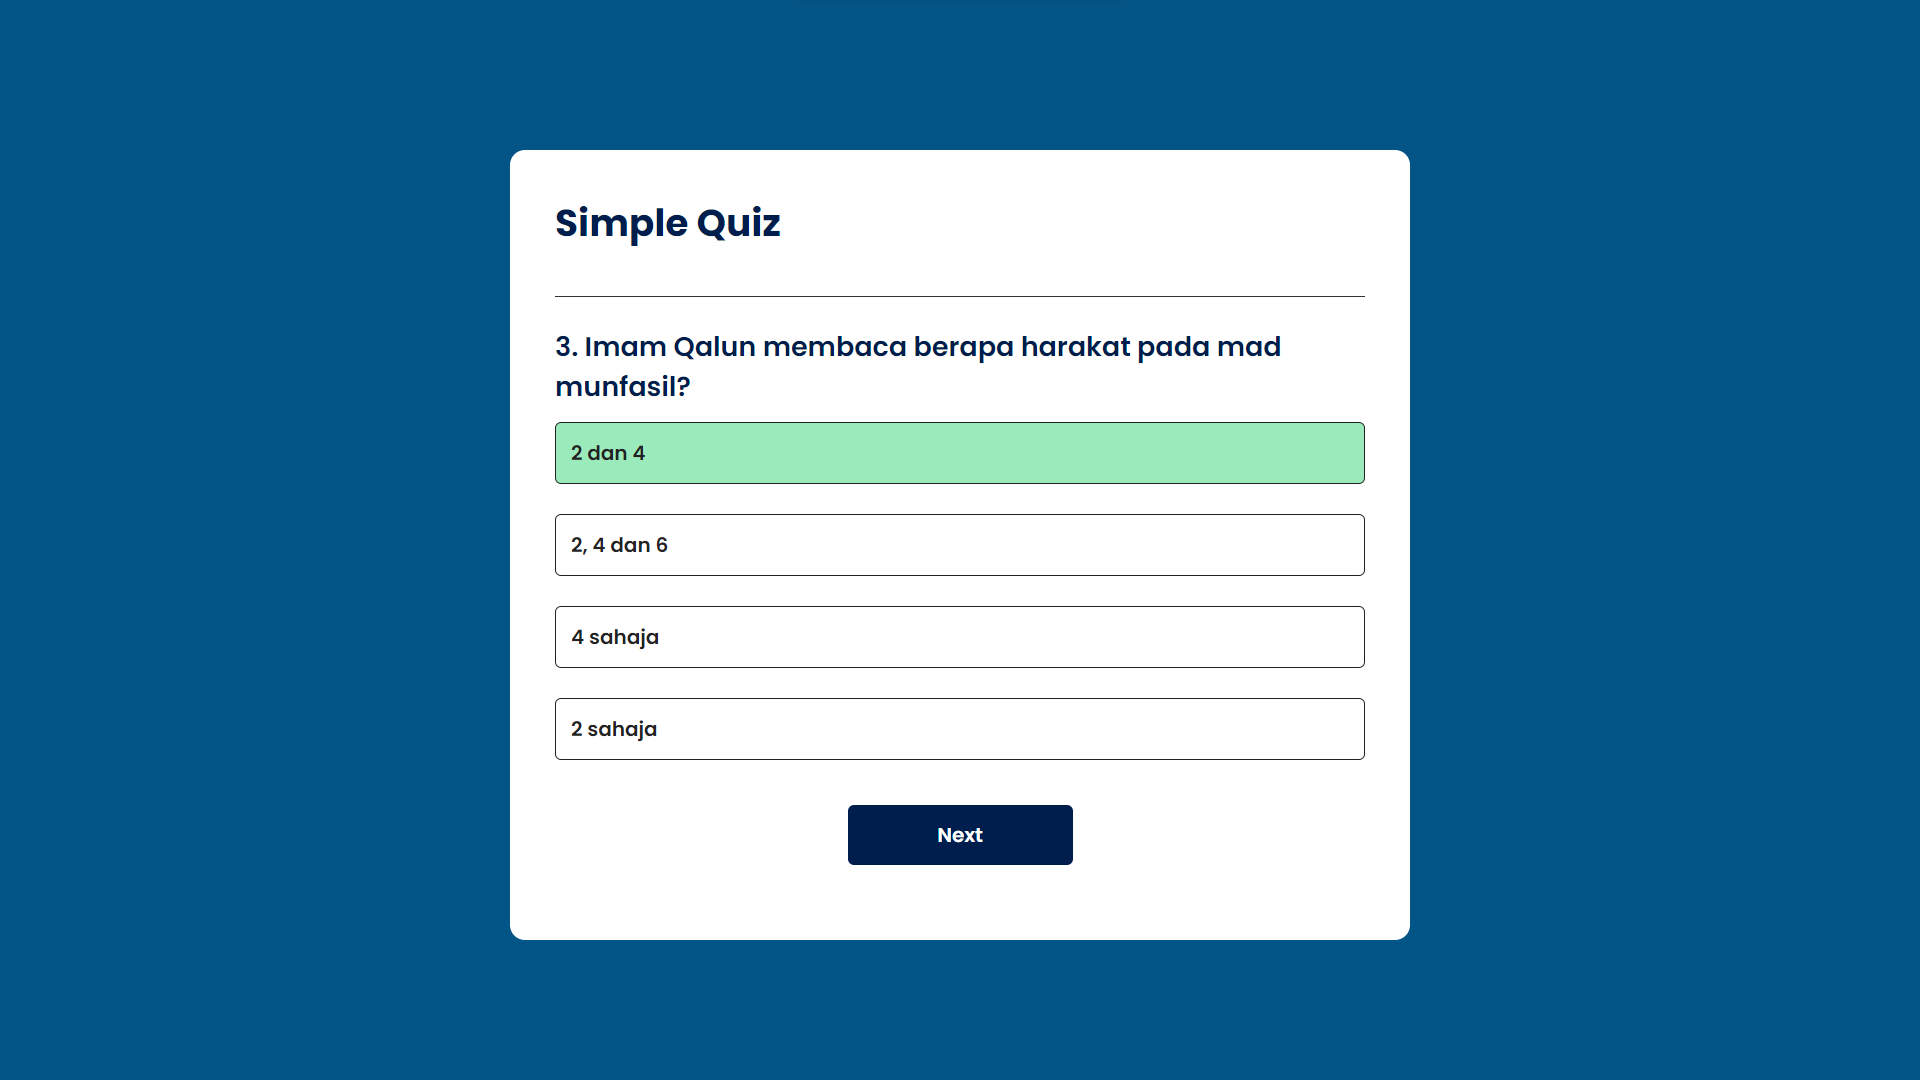 Simple Quiz
3. Imam Qalun membaca berapa harakat pada mad
munfasil?
2 dan 4
2, 4 dan 6
4 sahaja
2 sahaja
Next